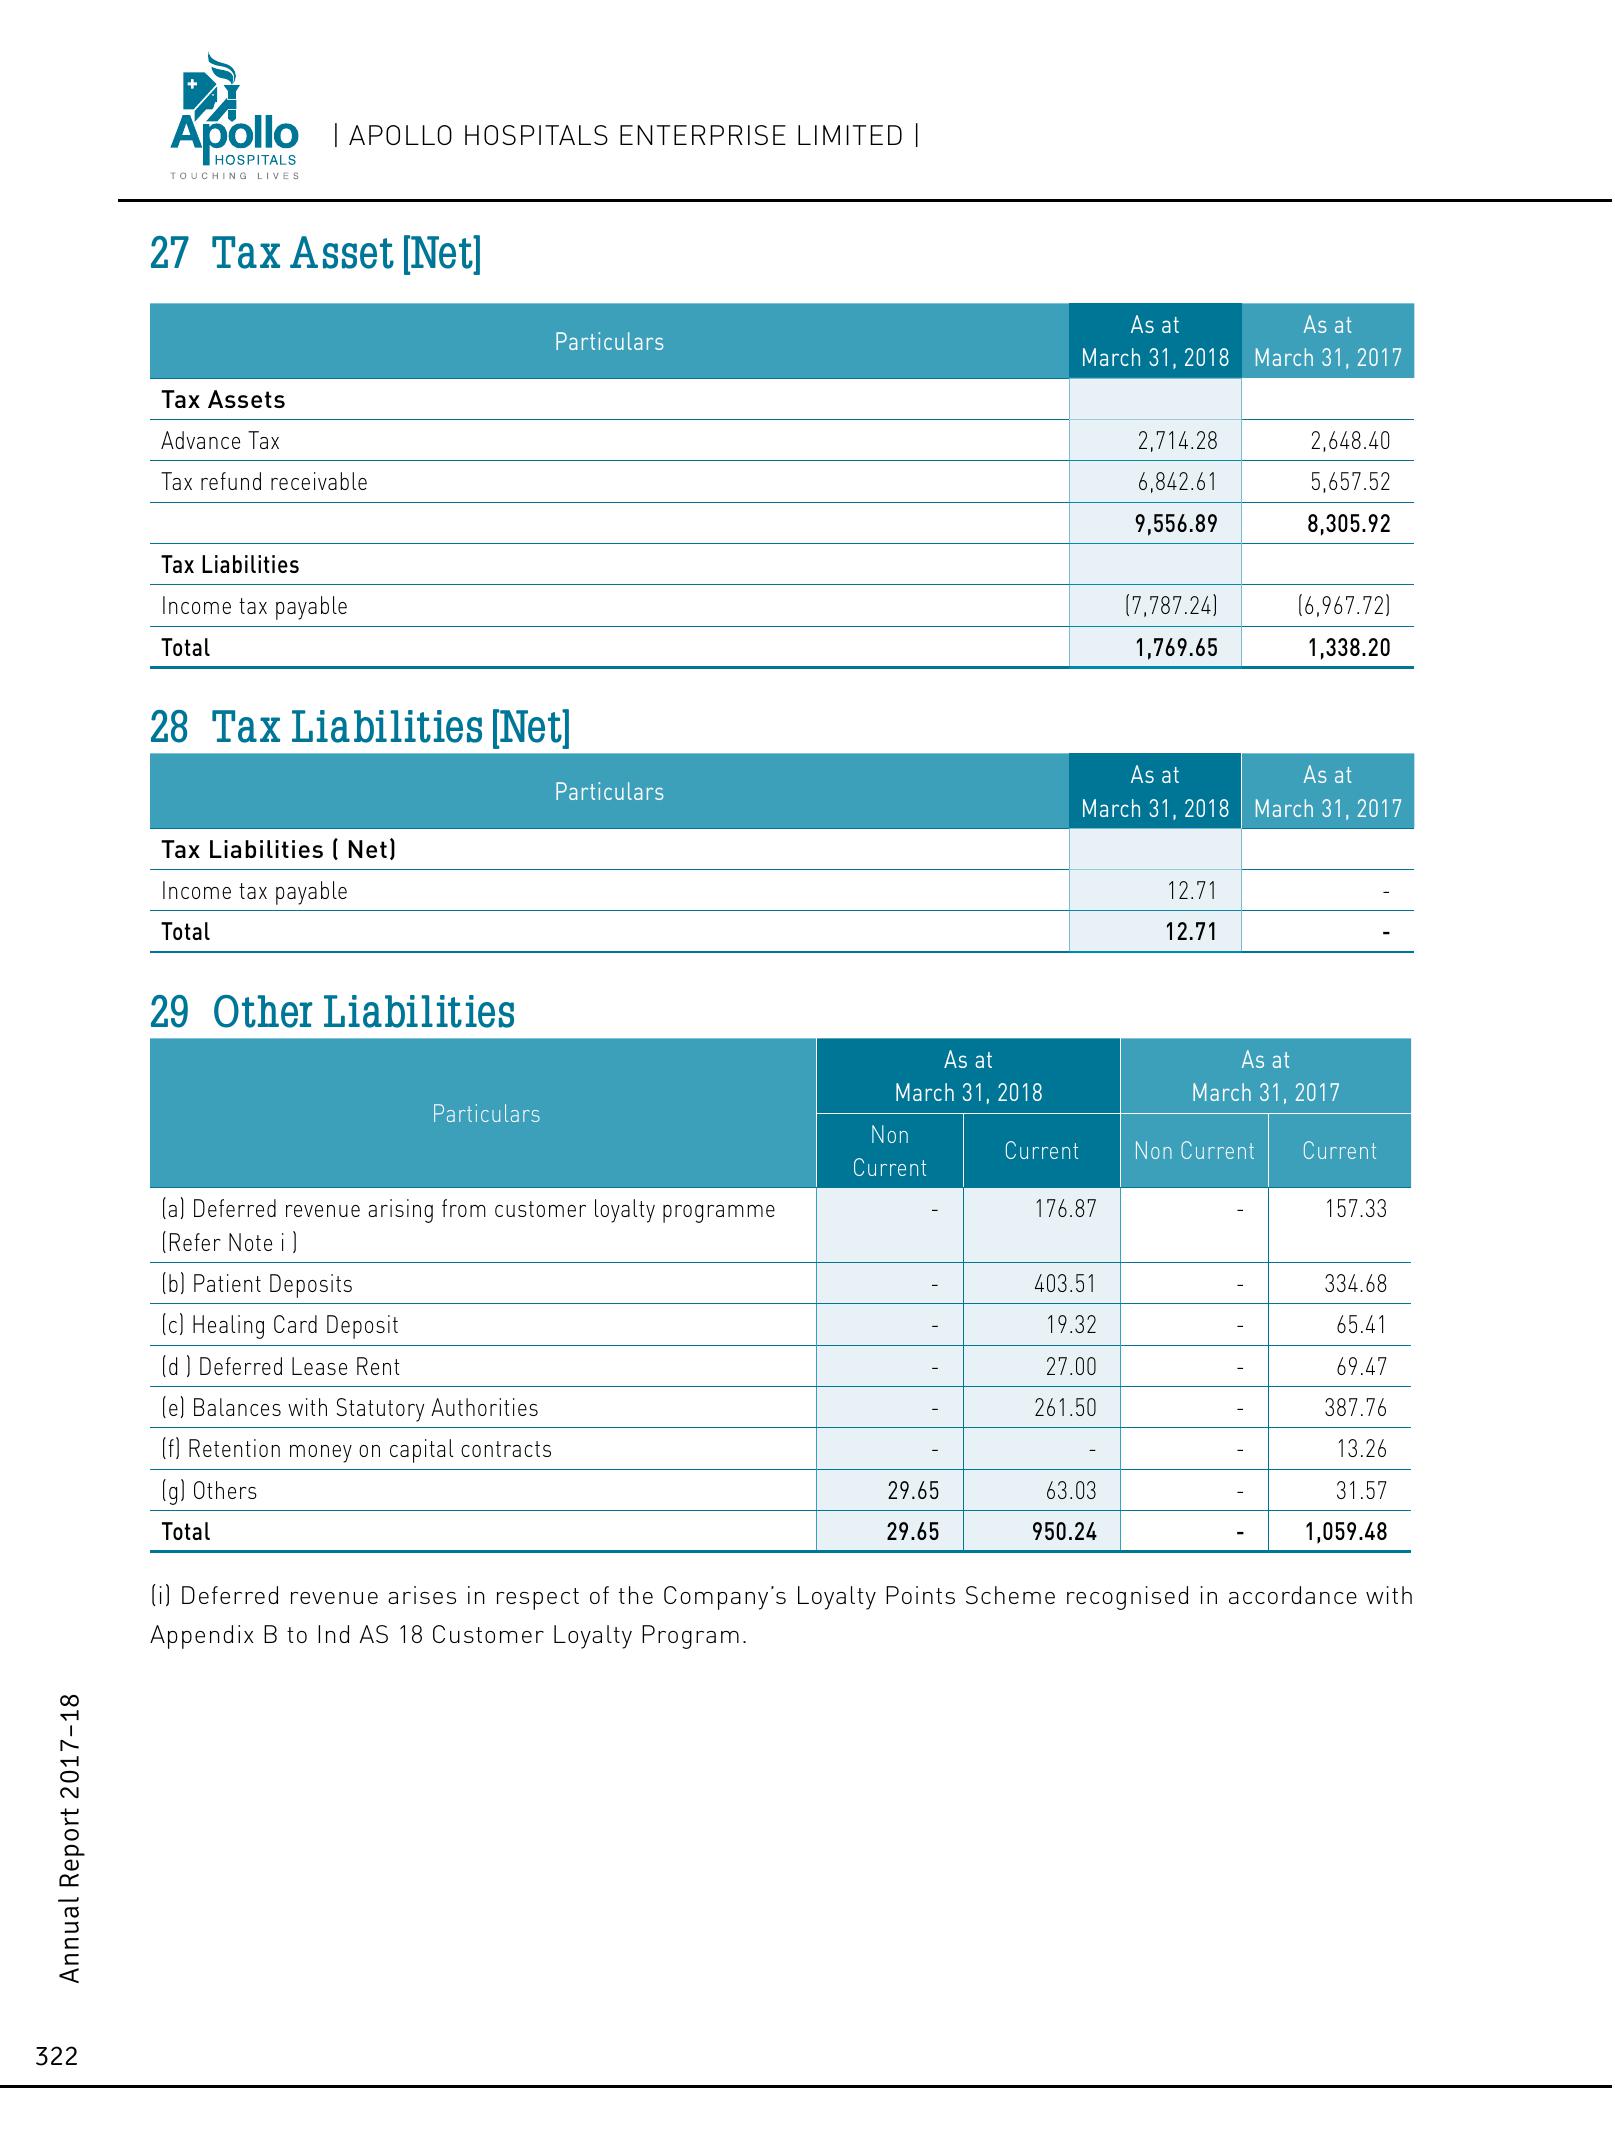 Apollo
HOSPITALS
TOUCHING LIVES
| APOLLO HOSPITALS ENTERPRISE LIMITED |
27 Tax Asset [Net]
Particulars As at March 31, 2018 As at March 31, 2017
Tax Assets
Advance Tax 2,714.28 2,648.40
Tax refund receivable 6,842.61 5,657.52
9,556.89 8,305.92
Tax Liabilities
Income tax payable (7,787.24) (6,967.72)
Total 1,769.65 1,338.20
28 Tax Liabilities [Net]
Particulars As at March 31, 2018 As at March 31, 2017
Tax Liabilities ( Net)
Income tax payable 12.71 -
Total 12.71 -
29 Other Liabilities
Particulars As at March 31, 2018 As at March 31, 2017
Non Current Current Non Current Current
(a) Deferred revenue arising from customer loyalty programme - 176.87 - 157.33
(Refer Note i )
(b) Patient Deposits - 403.51 - 334.68
(c) Healing Card Deposit - 19.32 - 65.41
(d ) Deferred Lease Rent - 27.00 - 69.47
(e) Balances with Statutory Authorities - 261.50 - 387.76
(f) Retention money on capital contracts - - - 13.26
(g) Others 29.65 63.03 - 31.57
Total 29.65 950.24 - 1,059.48
(i) Deferred revenue arises in respect of the Company’s Loyalty Points Scheme recognised in accordance with
Appendix B to Ind AS 18 Customer Loyalty Program.
Annual Report 2017–18
322